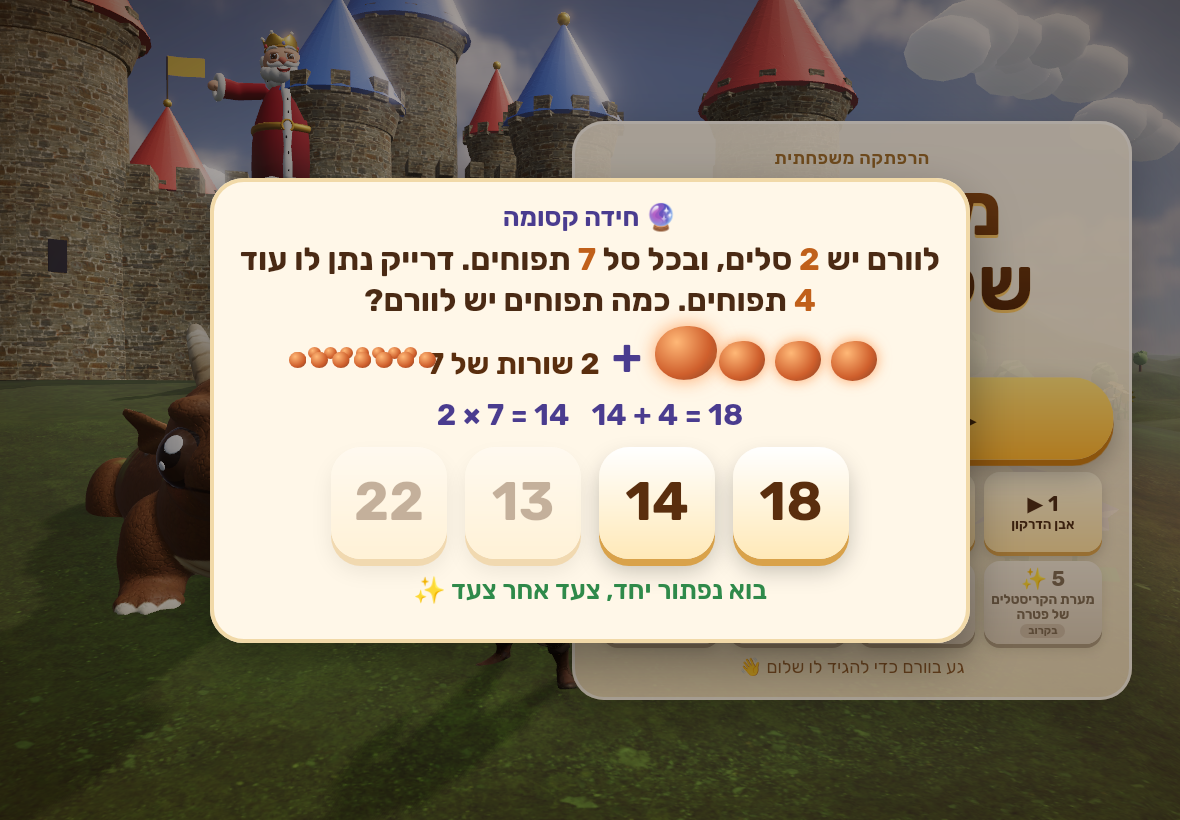 הרפתקה משפחתית
🔮 חידה קסומה
לוורם יש 2 סלים, ובכל סל 7 תפוחים. דרייק נתן לו עוד
4 תפוחים. כמה תפוחים יש לוורם?
+ 2 שורות של 7
2 × 7 = 14 14 + 4 = 18
22 13 14 18
בוא נפתור יחד, צעד אחר צעד ✨
▶ 1
אבן הדרקון
5 ✨
מערת הקריסטלים
של פטרה
בקרוב
גע בוורם כדי להגיד לו שלום 👋